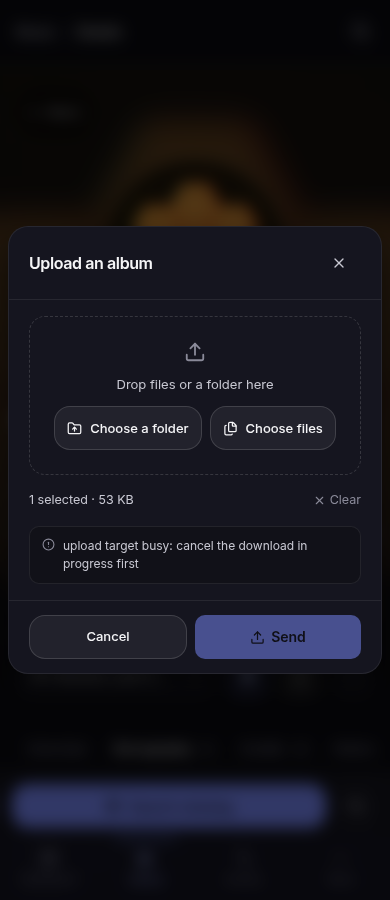 Upload an album
Drop files or a folder here
Choose a folder
Choose files
1 selected · 53 KB
Clear
upload target busy: cancel the download in
progress first
Cancel
Send